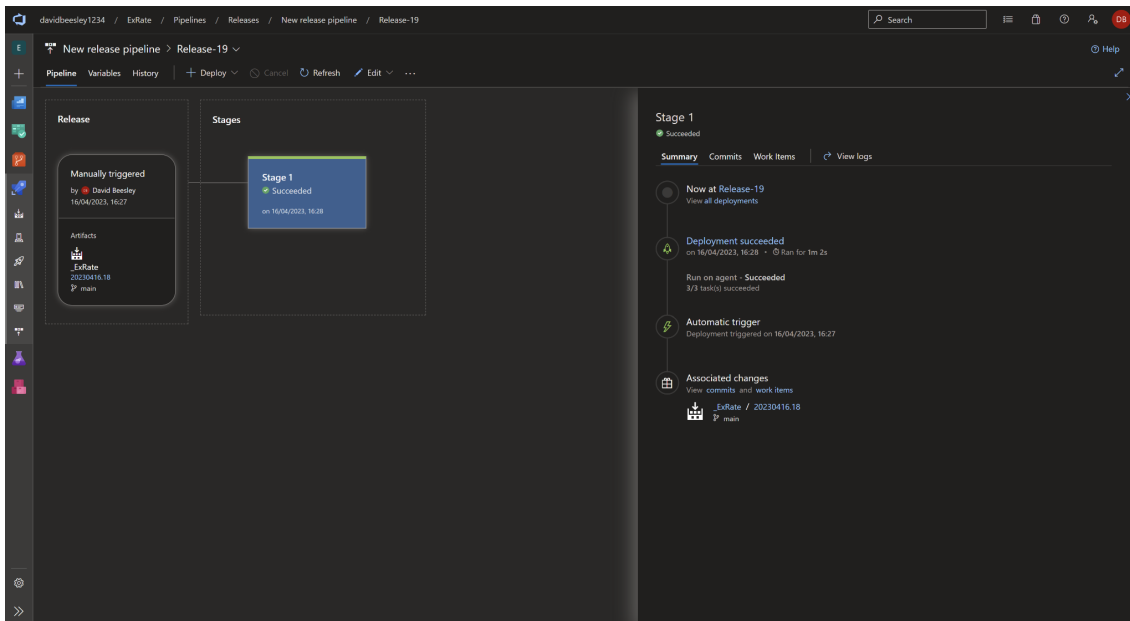 davidbeesley1234 / ExRate / Pipelines / Releases / New release pipeline / Release-19
Search
DB
E
New release pipeline > Release-19
Help
Pipeline Variables History + Deploy Cancel Refresh Edit ...
Release
Stages
Manually triggered
by David Beesley
16/04/2023, 16:27
Artifacts
_ExRate
20230416.18
main
Stage 1
Succeeded
on 16/04/2023, 16:28
Stage 1
Succeeded
Summary Commits Work Items View logs
Now at Release-19
View all deployments
Deployment succeeded
on 16/04/2023, 16:28 • Ran for 1m 2s
Run on agent - Succeeded
3/3 task(s) succeeded
Automatic trigger
Deployment triggered on 16/04/2023, 16:27
Associated changes
View commits and work items
_ExRate / 20230416.18
main